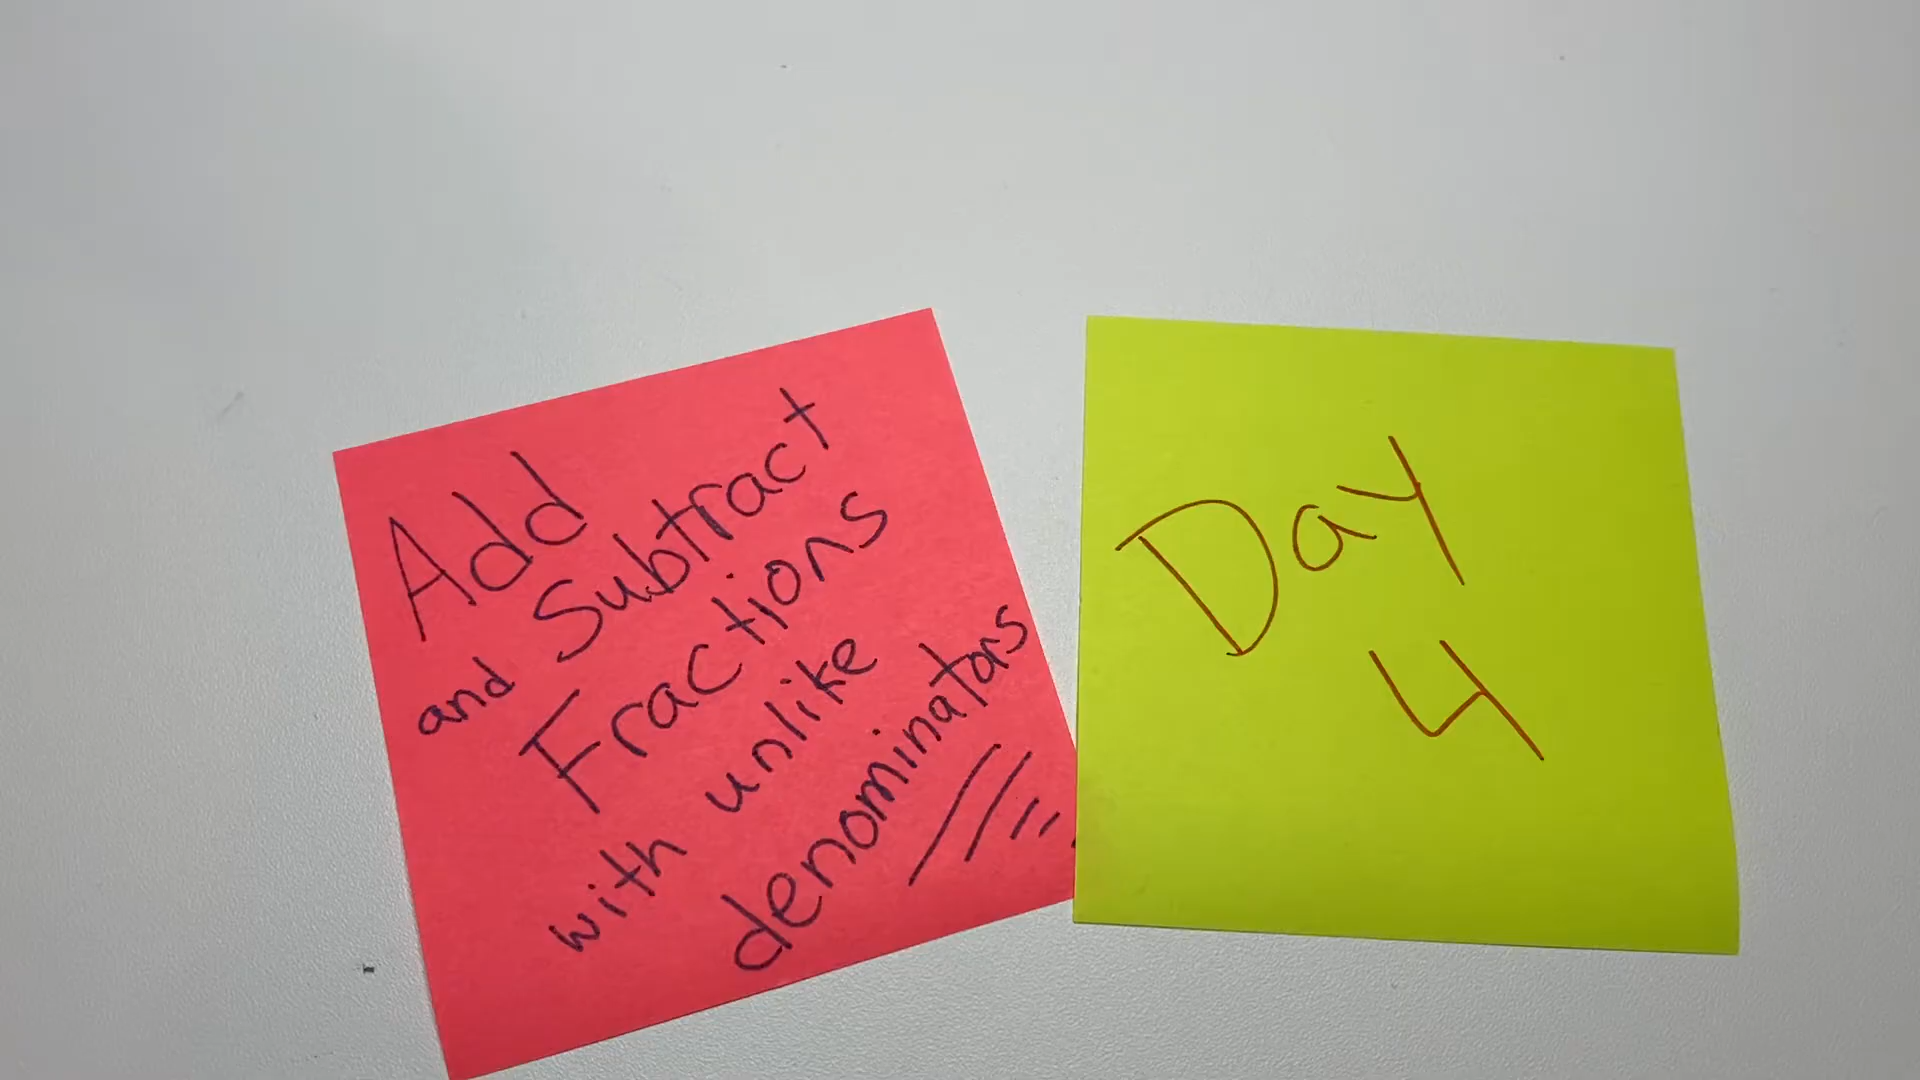 Add
and Subtract
Fractions
with unlike
denominators
Day
4